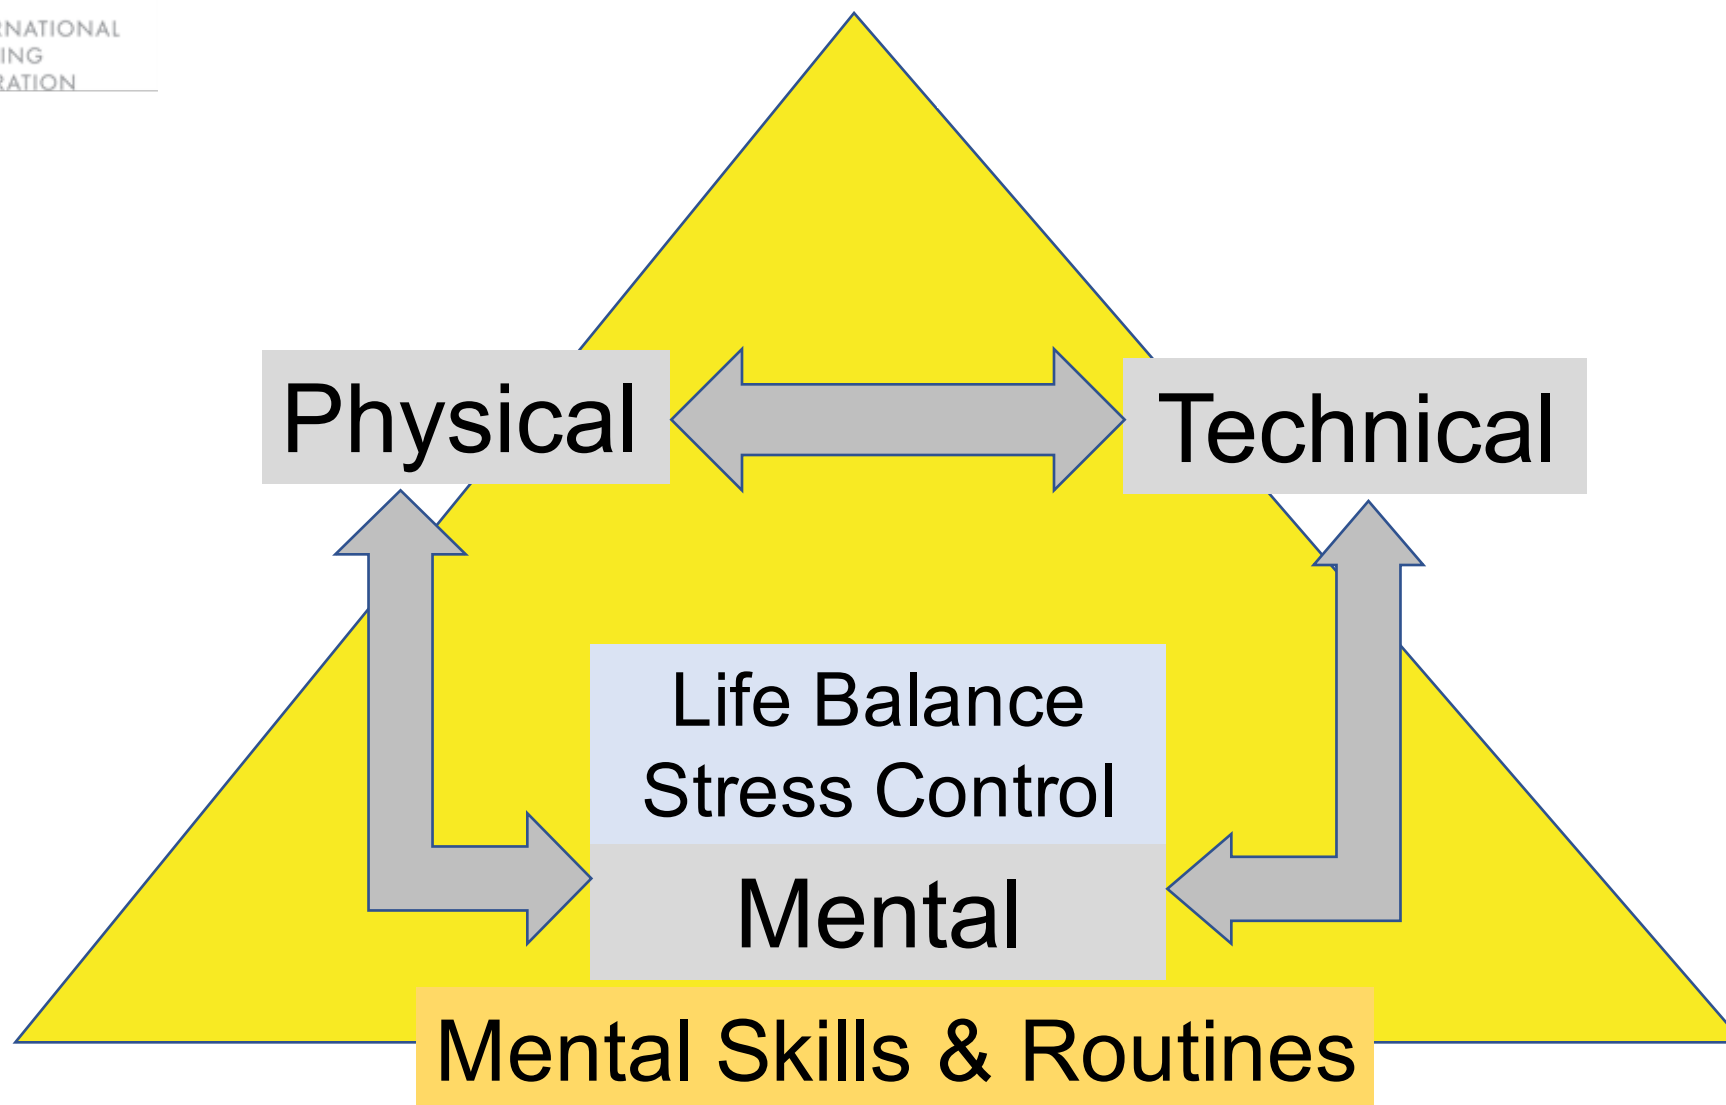 Physical
Technical
Life Balance
Stress Control
Mental
Mental Skills & Routines